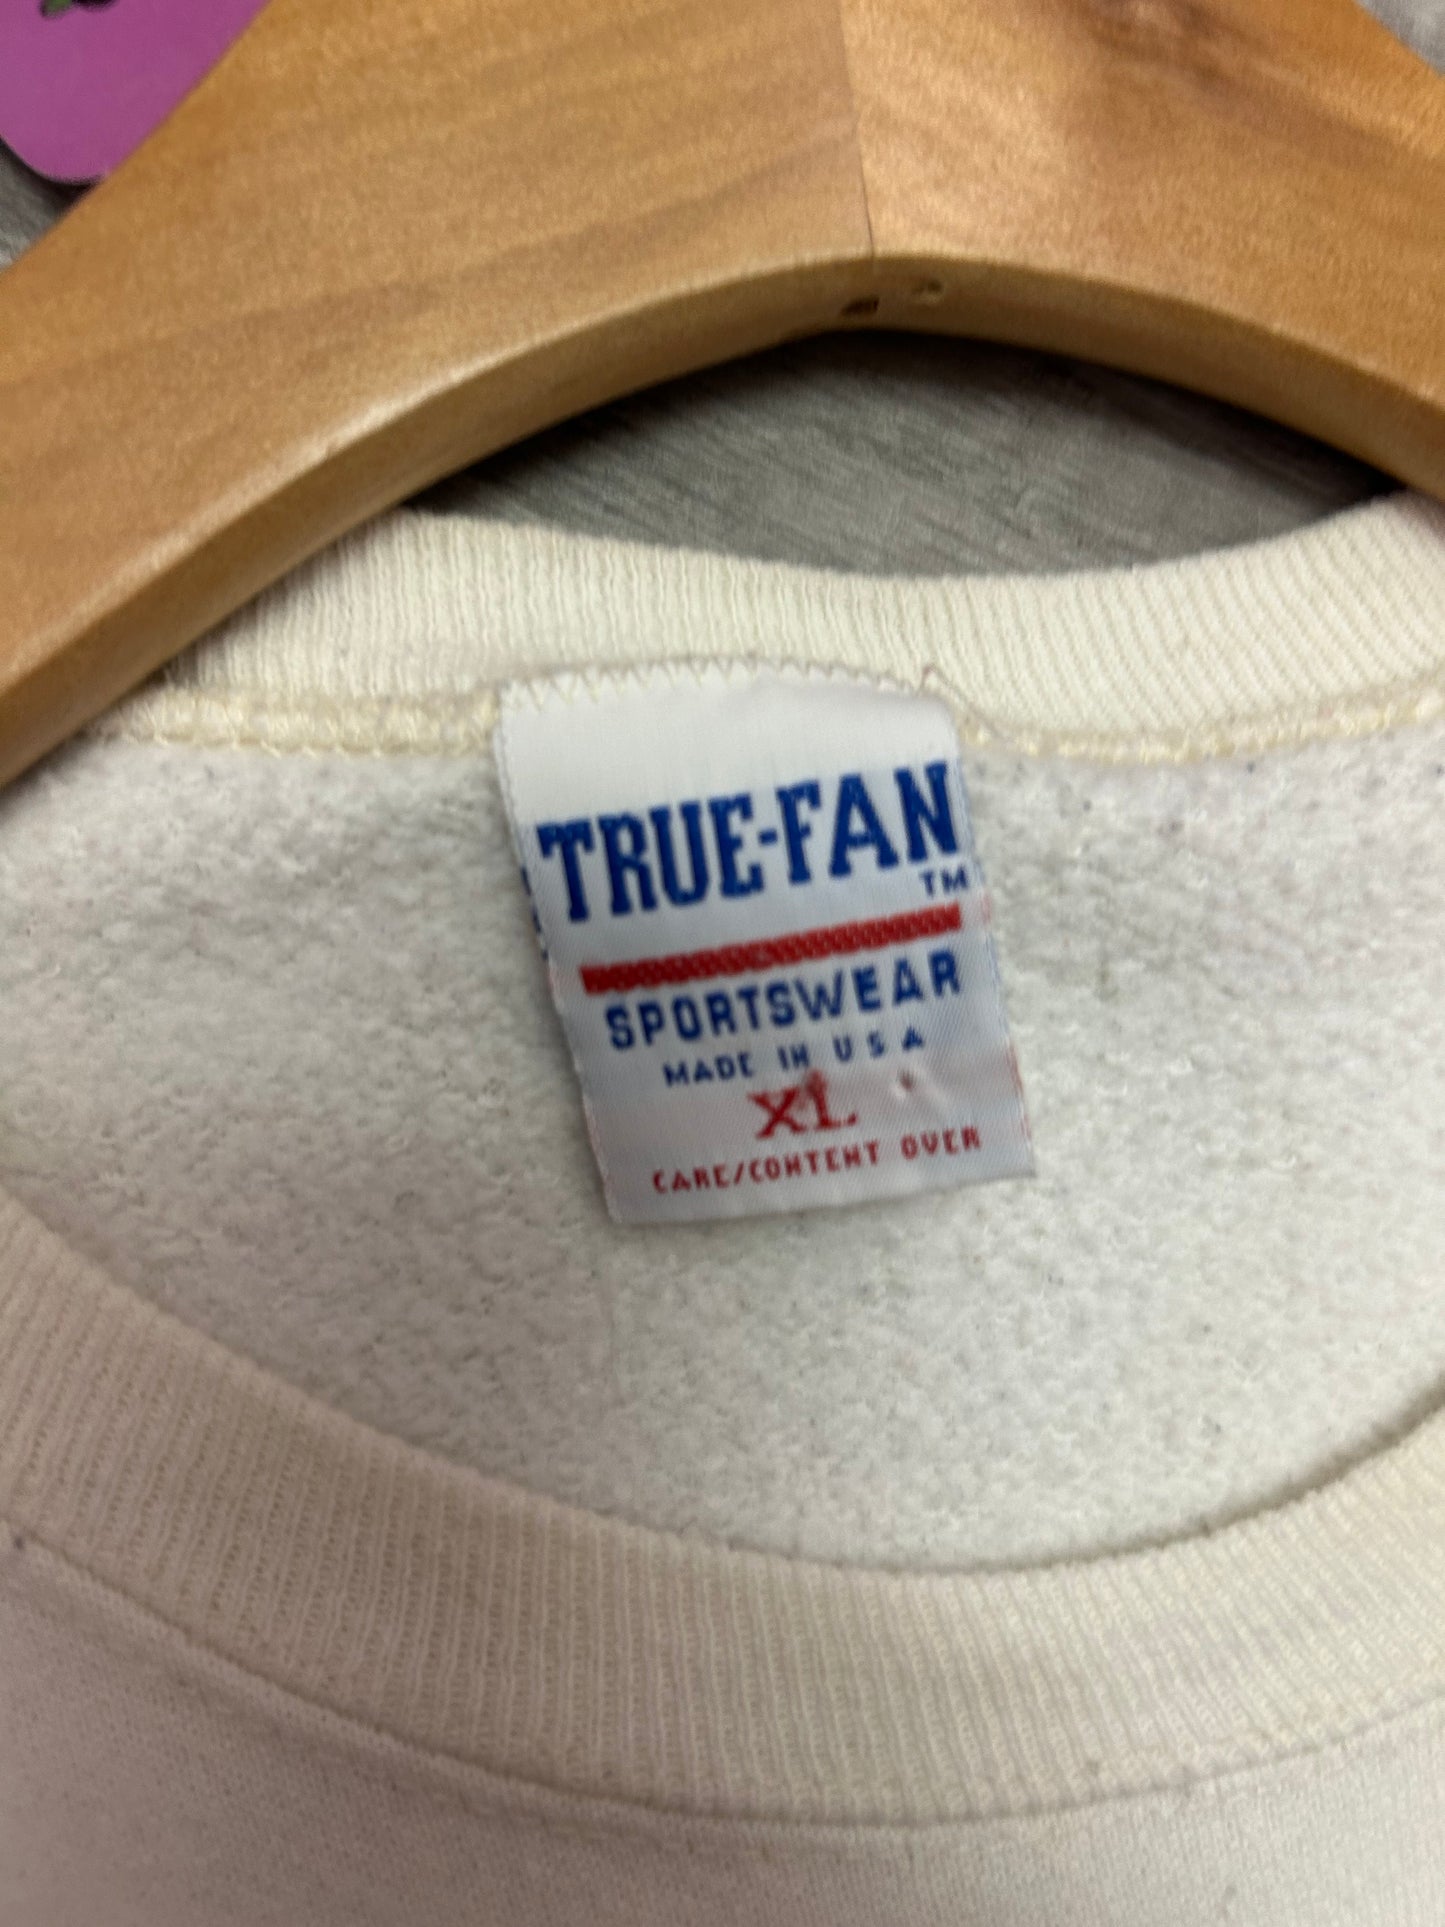 TRUE-FAN
TM
SPORTSWEAR
MADE IN USA
XL
CARE/CONTENT OVER